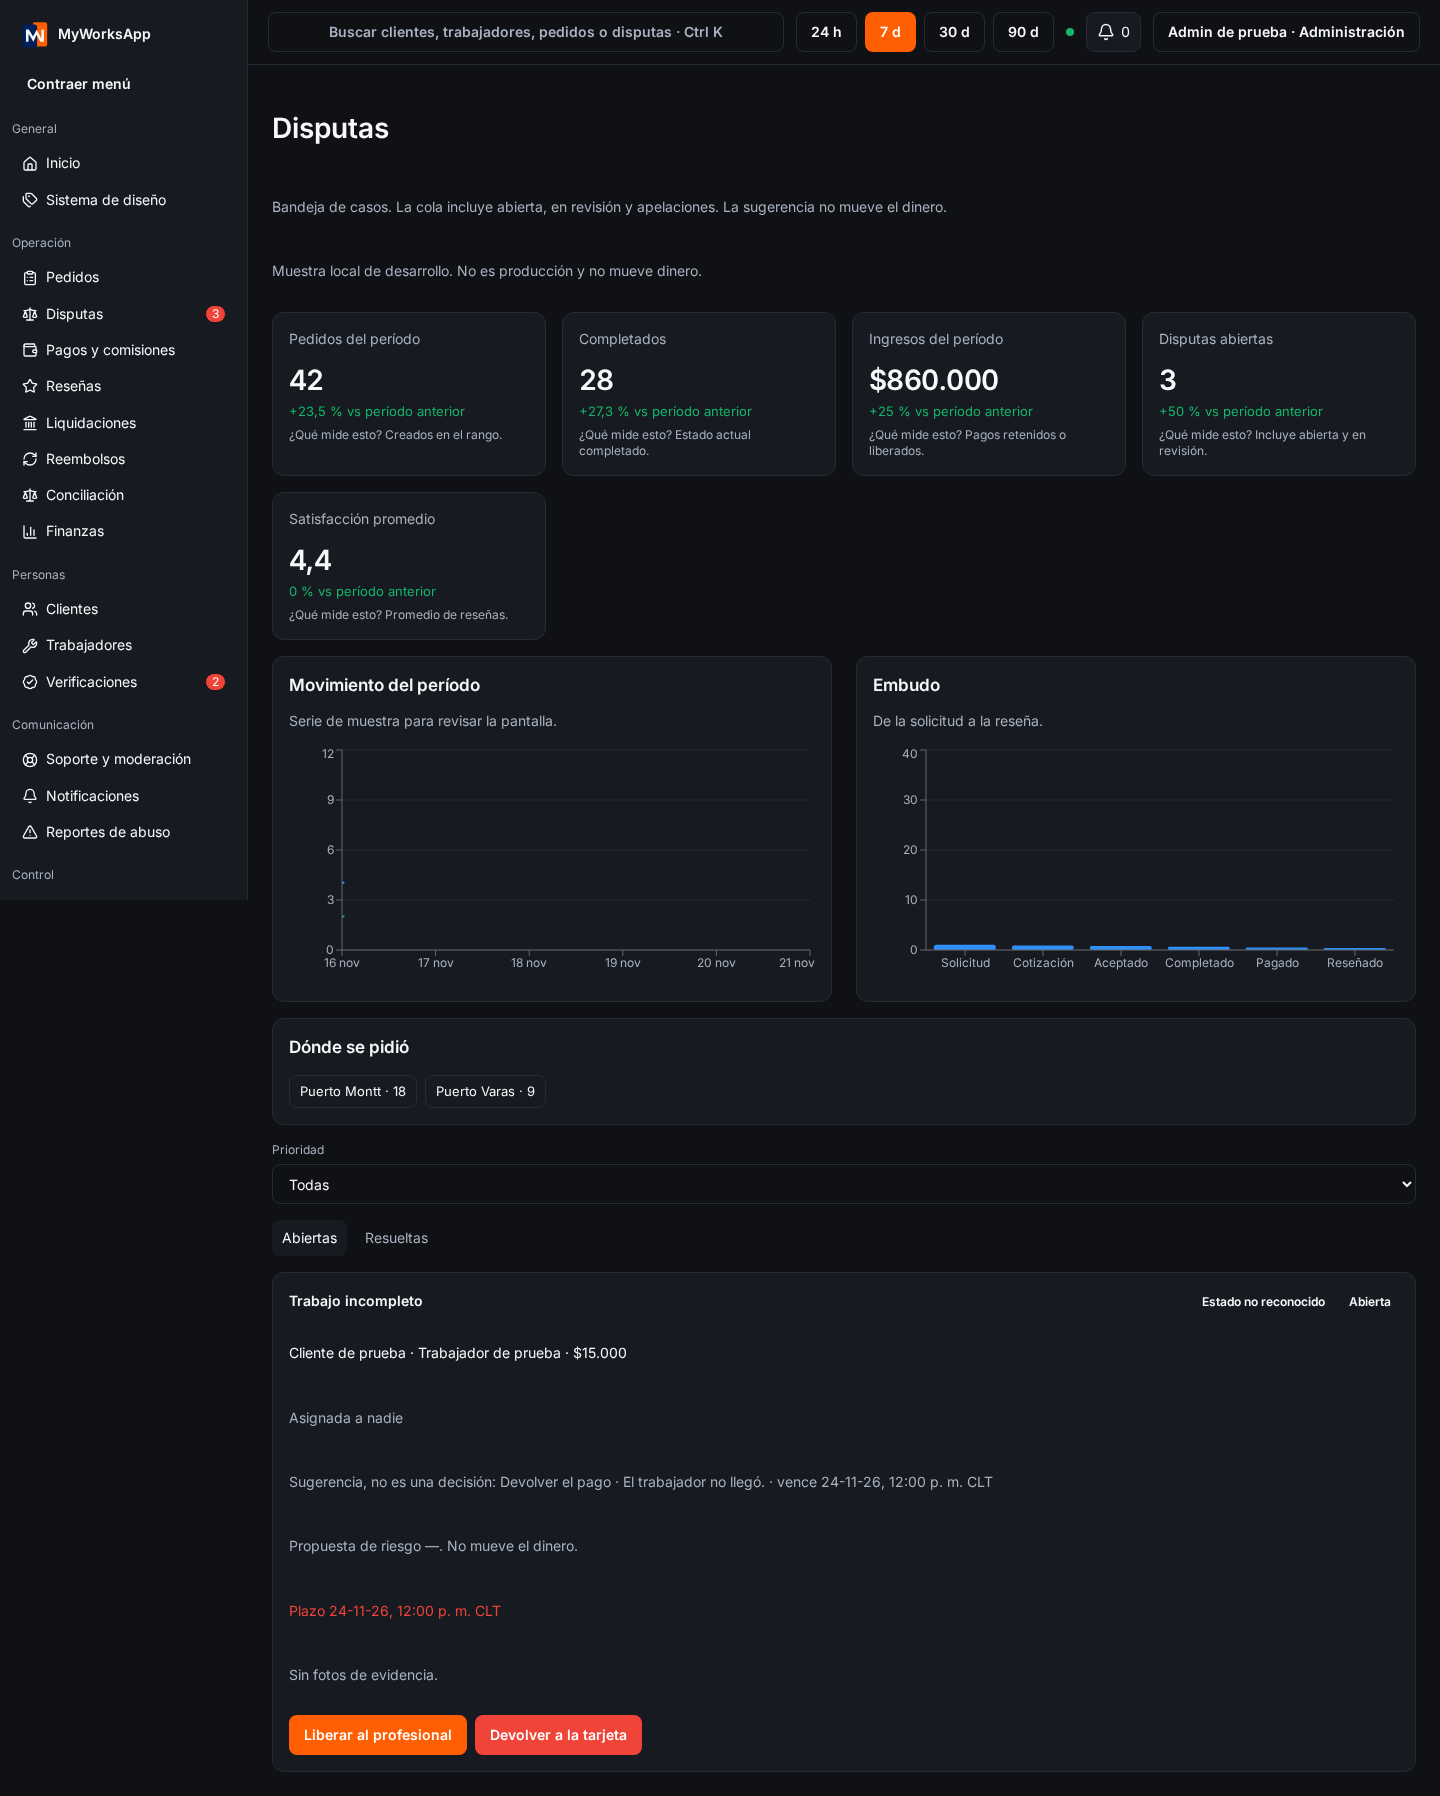 MyWorksApp
Buscar clientes, trabajadores, pedidos o disputas · Ctrl K
24 h
7 d
30 d
90 d
0
Admin de prueba · Administración
Contraer menú
General
Inicio
Sistema de diseño
Operación
Pedidos
Disputas
3
Pagos y comisiones
Reseñas
Liquidaciones
Reembolsos
Conciliación
Finanzas
Personas
Clientes
Trabajadores
Verificaciones
2
Comunicación
Soporte y moderación
Notificaciones
Reportes de abuso
Control
Disputas
Bandeja de casos. La cola incluye abierta, en revisión y apelaciones. La sugerencia no mueve el dinero.
Muestra local de desarrollo. No es producción y no mueve dinero.
Pedidos del período
42
+23,5 % vs período anterior
¿Qué mide esto? Creados en el rango.
Completados
28
+27,3 % vs período anterior
¿Qué mide esto? Estado actual
completado.
Ingresos del período
$860.000
+25 % vs período anterior
¿Qué mide esto? Pagos retenidos o
liberados.
Disputas abiertas
3
+50 % vs período anterior
¿Qué mide esto? Incluye abierta y en
revisión.
Satisfacción promedio
4,4
0 % vs período anterior
¿Qué mide esto? Promedio de reseñas.
Movimiento del período
Serie de muestra para revisar la pantalla.
12
9
6
3
0
16 nov
17 nov
18 nov
19 nov
20 nov
21 nov
Embudo
De la solicitud a la reseña.
40
30
20
10
0
Solicitud
Cotización
Aceptado
Completado
Pagado
Reseñado
Dónde se pidió
Puerto Montt · 18
Puerto Varas · 9
Prioridad
Todas
Abiertas
Resueltas
Trabajo incompleto
Estado no reconocido
Abierta
Cliente de prueba · Trabajador de prueba · $15.000
Asignada a nadie
Sugerencia, no es una decisión: Devolver el pago · El trabajador no llegó. · vence 24-11-26, 12:00 p. m. CLT
Propuesta de riesgo —. No mueve el dinero.
Plazo 24-11-26, 12:00 p. m. CLT
Sin fotos de evidencia.
Liberar al profesional
Devolver a la tarjeta